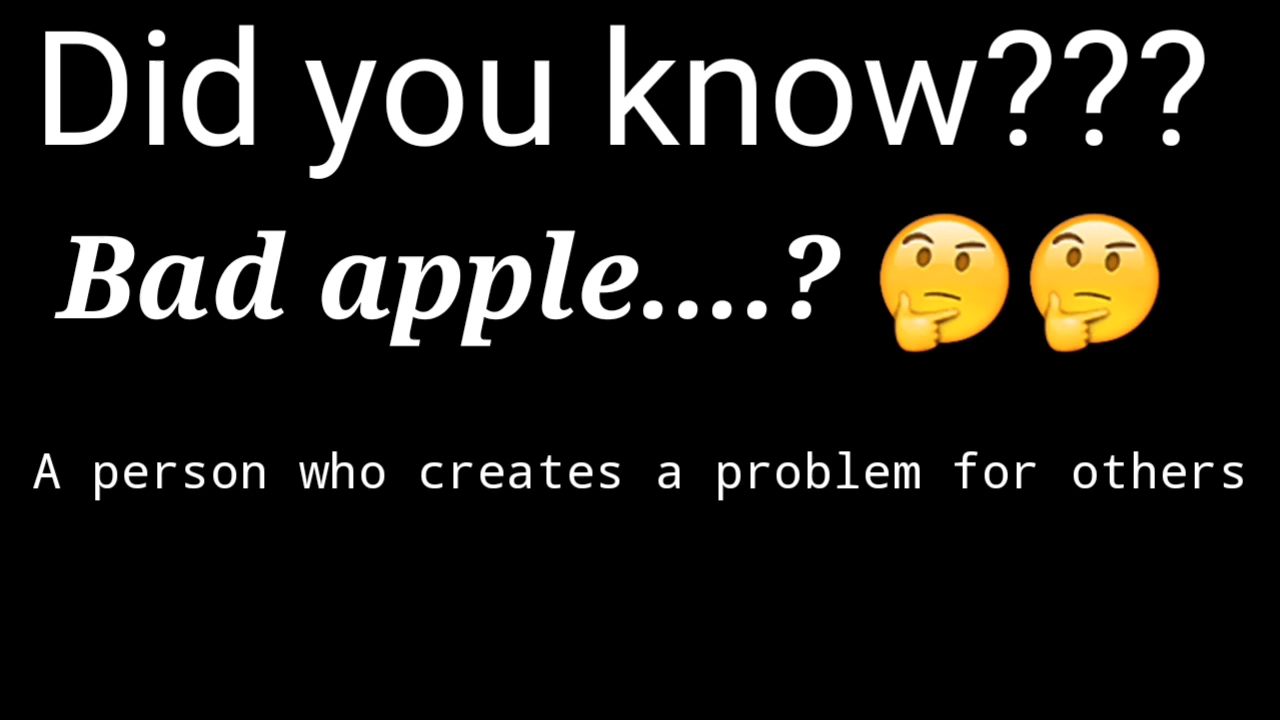 Did you know???
Bad apple....? 🤔🤔
A person who creates a problem for others